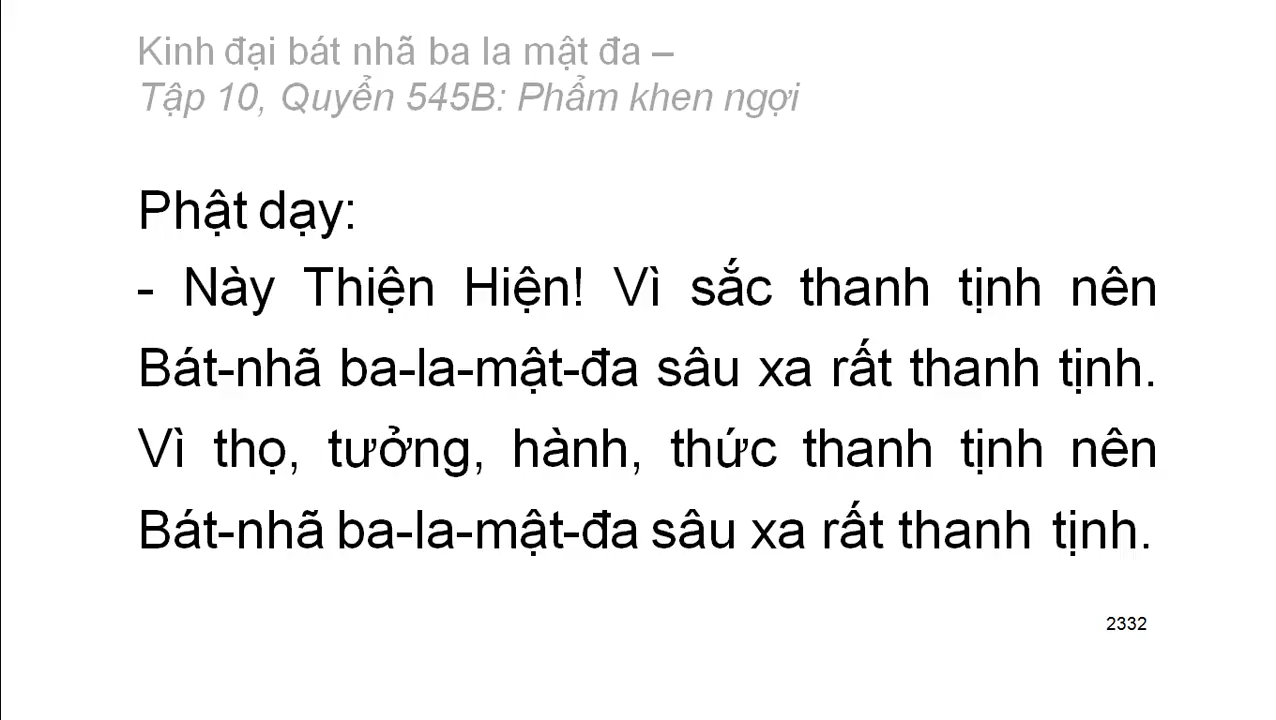 Kinh đại bát nhã ba la mật đa –
Tập 10, Quyển 545B: Phẩm khen ngợi
Phật dạy:
- Này Thiện Hiện! Vì sắc thanh tịnh nên
Bát-nhã ba-la-mật-đa sâu xa rất thanh tịnh.
Vì thọ, tưởng, hành, thức thanh tịnh nên
Bát-nhã ba-la-mật-đa sâu xa rất thanh tịnh.
2332